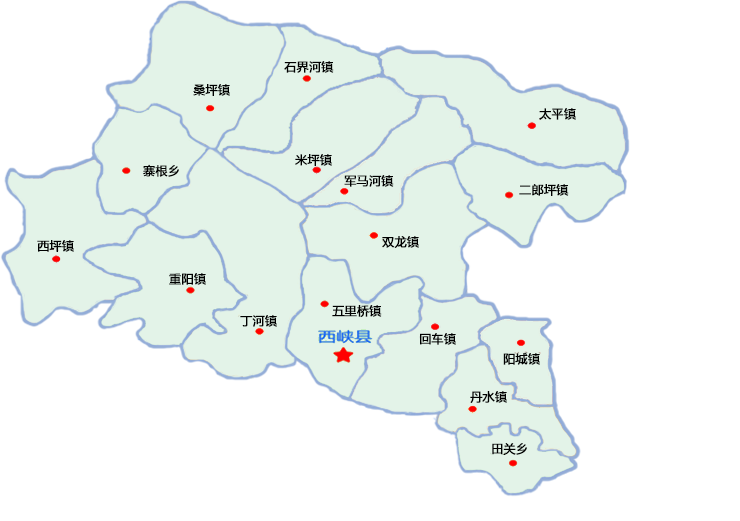 石界河镇
桑坪镇
太平镇
米坪镇
寨根乡
军马河镇
二郎坪镇
双龙镇
西坪镇
重阳镇
五里桥镇
丁河镇
西峡县
回车镇
阳城镇
丹水镇
田关乡